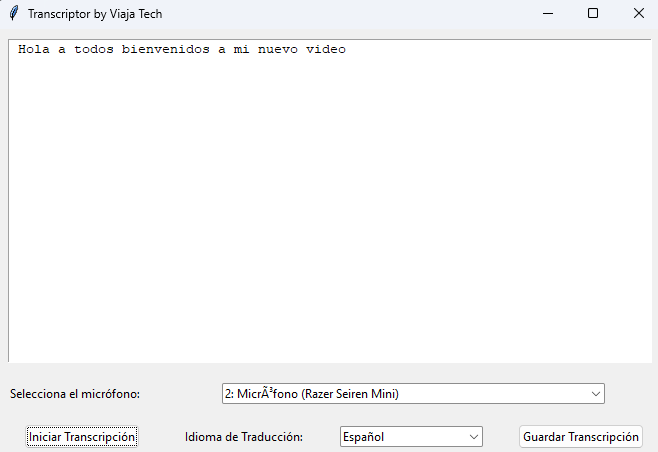 Transcriptor by Viaja Tech
Hola a todos bienvenidos a mi nuevo video
Selecciona el micrófono:
2: MicrÃ³fono (Razer Seiren Mini)
Iniciar Transcripción
Idioma de Traducción:
Español
Guardar Transcripción